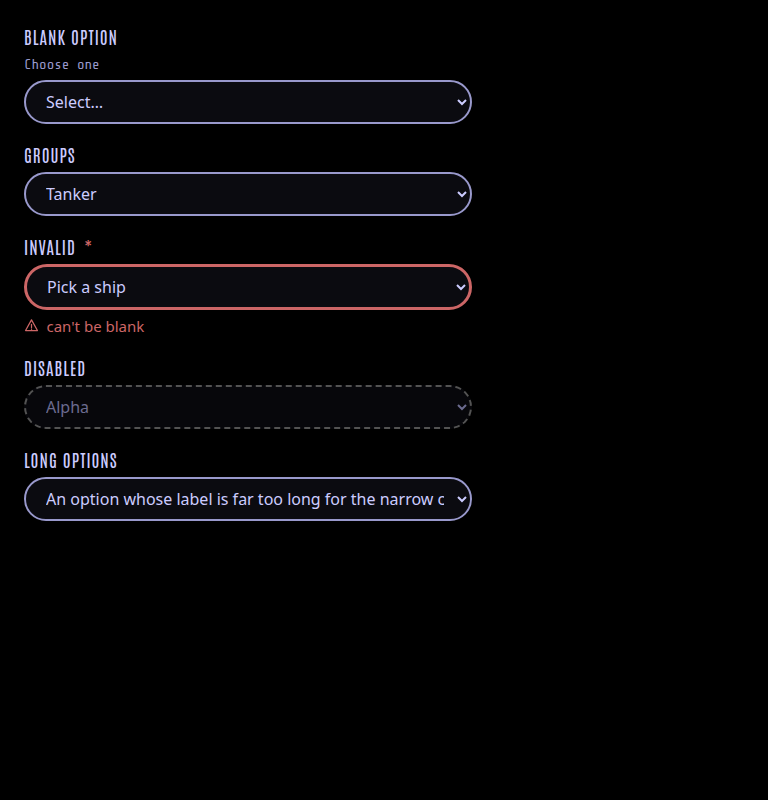 BLANK OPTION
Choose one
Select...
GROUPS
Tanker
INVALID *
Pick a ship
can't be blank
DISABLED
Alpha
LONG OPTIONS
An option whose label is far too long for the narrow c